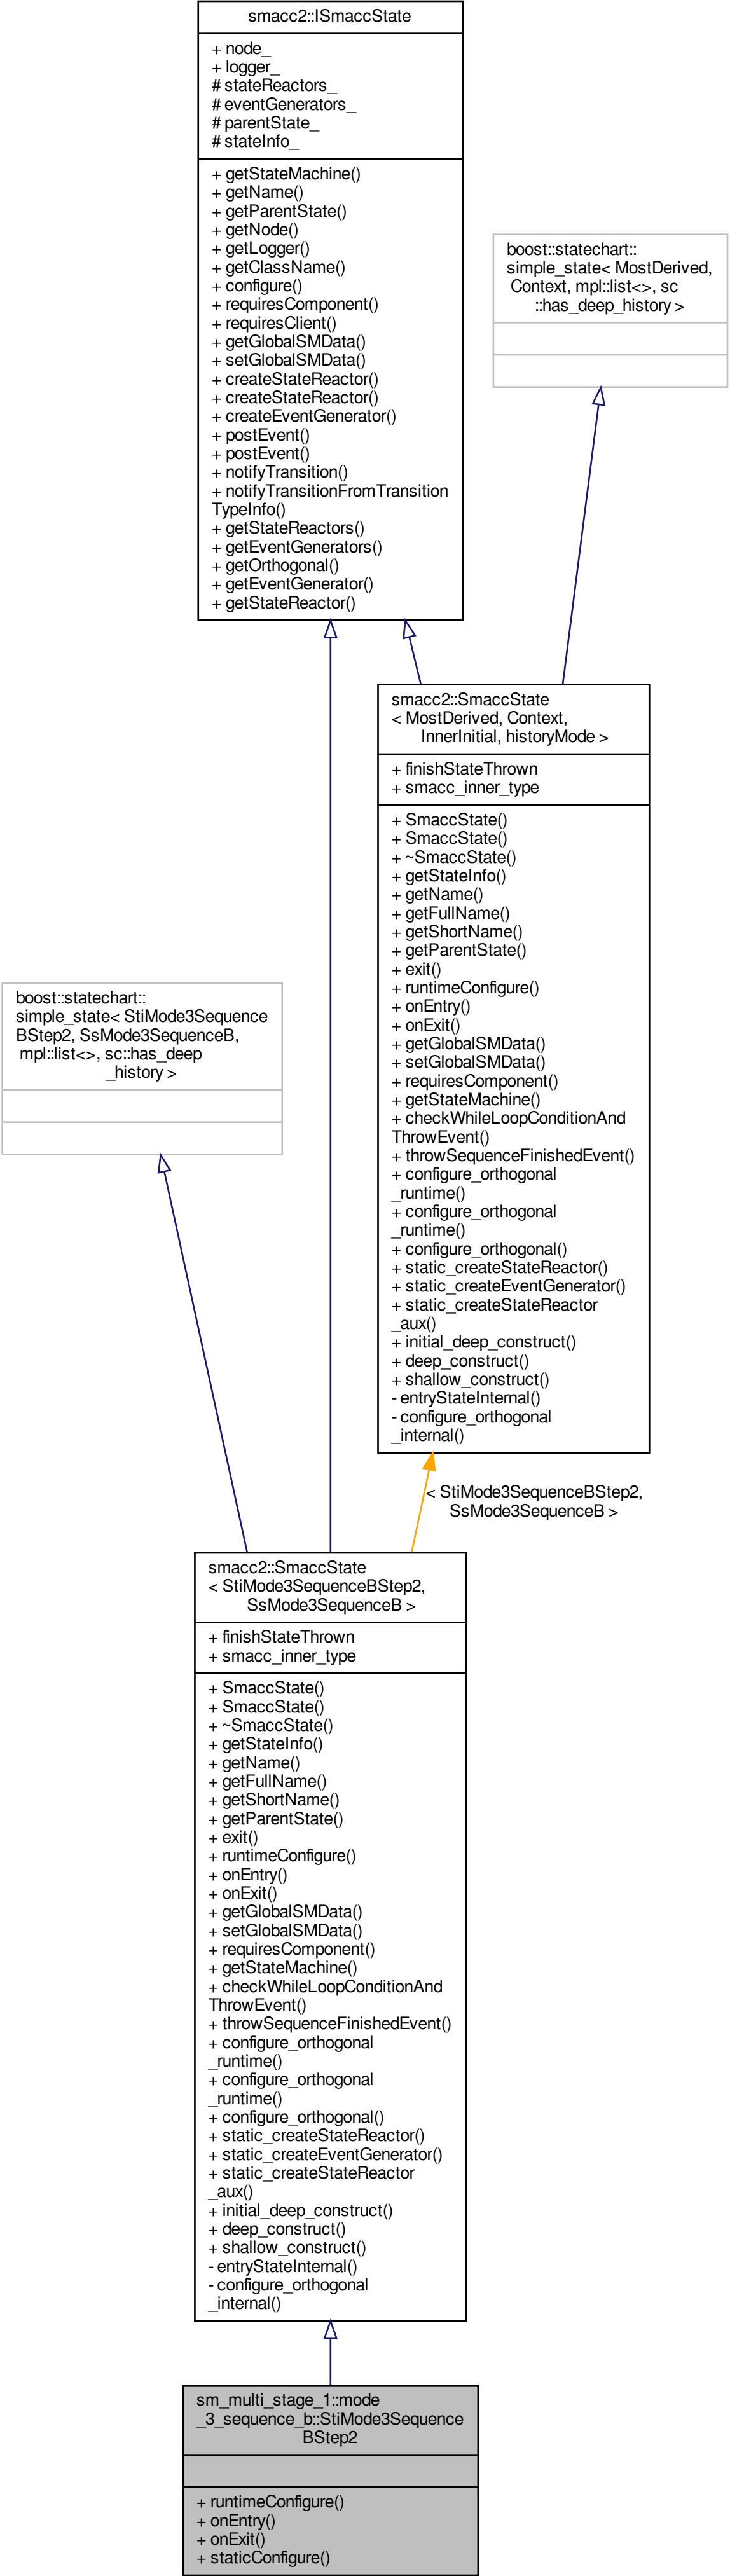 smacc2::ISmaccState
+ node_
+ logger_
# stateReactors_
# eventGenerators_
# parentState_
# stateInfo_
+ getStateMachine()
+ getName()
+ getParentState()
+ getNode()
+ getLogger()
+ getClassName()
+ configure()
+ requiresComponent()
+ requiresClient()
+ getGlobalSMData()
+ setGlobalSMData()
+ createStateReactor()
+ createStateReactor()
+ createEventGenerator()
+ postEvent()
+ postEvent()
+ notifyTransition()
+ notifyTransitionFromTransition
TypeInfo()
+ getStateReactors()
+ getEventGenerators()
+ getOrthogonal()
+ getEventGenerator()
+ getStateReactor()
boost::statechart::
simple_state< MostDerived,
Context, mpl::list<>, sc
::has_deep_history >
smacc2::SmaccState
< MostDerived, Context,
InnerInitial, historyMode >
+ finishStateThrown
+ smacc_inner_type
+ SmaccState()
+ SmaccState()
+ ~SmaccState()
+ getStateInfo()
+ getName()
+ getFullName()
+ getShortName()
+ getParentState()
+ exit()
+ runtimeConfigure()
+ onEntry()
+ onExit()
+ getGlobalSMData()
+ setGlobalSMData()
+ requiresComponent()
+ getStateMachine()
+ checkWhileLoopConditionAnd
ThrowEvent()
+ throwSequenceFinishedEvent()
+ configure_orthogonal
_runtime()
+ configure_orthogonal
_runtime()
+ configure_orthogonal()
+ static_createStateReactor()
+ static_createEventGenerator()
+ static_createStateReactor
_aux()
+ initial_deep_construct()
+ deep_construct()
+ shallow_construct()
- entryStateInternal()
- configure_orthogonal
_internal()
boost::statechart::
simple_state< StiMode3Sequence
BStep2, SsMode3SequenceB,
mpl::list<>, sc::has_deep
_history >
< StiMode3SequenceBStep2,
SsMode3SequenceB >
smacc2::SmaccState
< StiMode3SequenceBStep2,
SsMode3SequenceB >
+ finishStateThrown
+ smacc_inner_type
+ SmaccState()
+ SmaccState()
+ ~SmaccState()
+ getStateInfo()
+ getName()
+ getFullName()
+ getShortName()
+ getParentState()
+ exit()
+ runtimeConfigure()
+ onEntry()
+ onExit()
+ getGlobalSMData()
+ setGlobalSMData()
+ requiresComponent()
+ getStateMachine()
+ checkWhileLoopConditionAnd
ThrowEvent()
+ throwSequenceFinishedEvent()
+ configure_orthogonal
_runtime()
+ configure_orthogonal
_runtime()
+ configure_orthogonal()
+ static_createStateReactor()
+ static_createEventGenerator()
+ static_createStateReactor
_aux()
+ initial_deep_construct()
+ deep_construct()
+ shallow_construct()
- entryStateInternal()
- configure_orthogonal
_internal()
sm_multi_stage_1::mode
_3_sequence_b::StiMode3Sequence
BStep2
+ runtimeConfigure()
+ onEntry()
+ onExit()
+ staticConfigure()